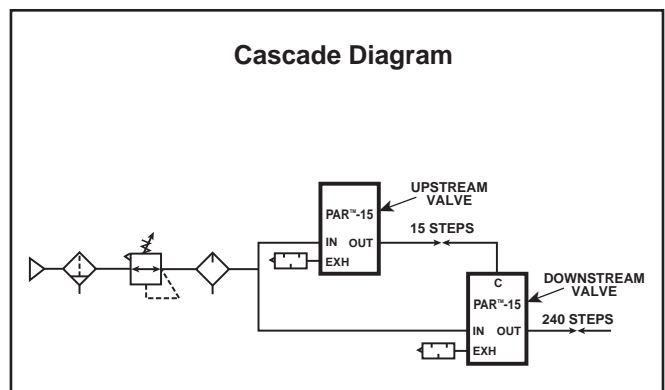 Cascade Diagram
UPSTREAM
VALVE
PAR™-15
15 STEPS
IN OUT
EXH
C
DOWNSTREAM
VALVE
PAR™-15
240 STEPS
IN OUT
EXH